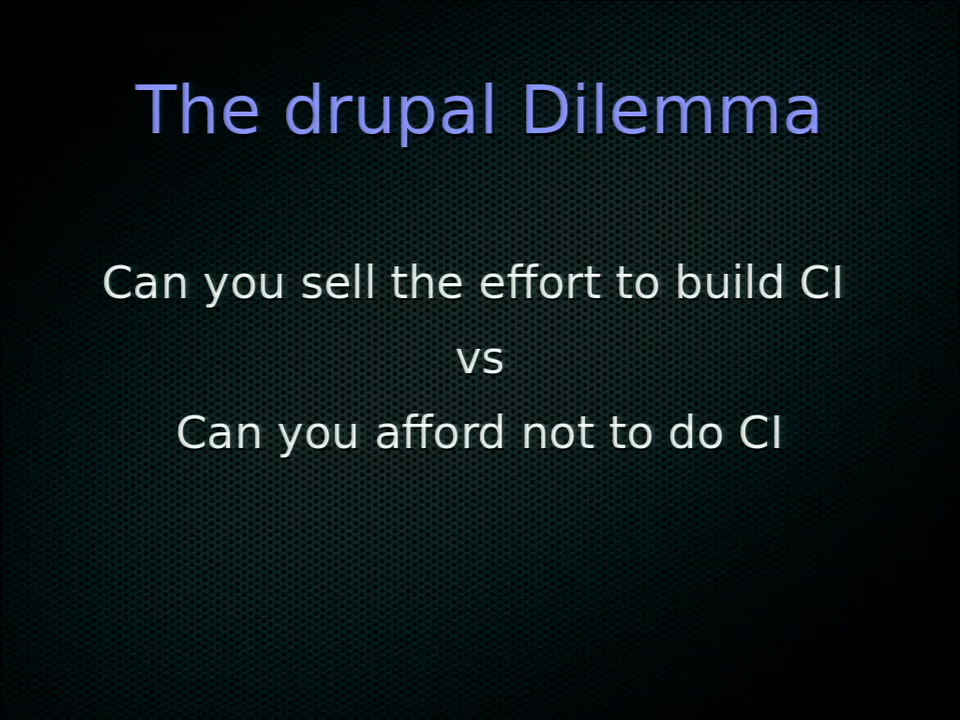 The drupal Dilemma
Can you sell the effort to build CI
vs
Can you afford not to do CI